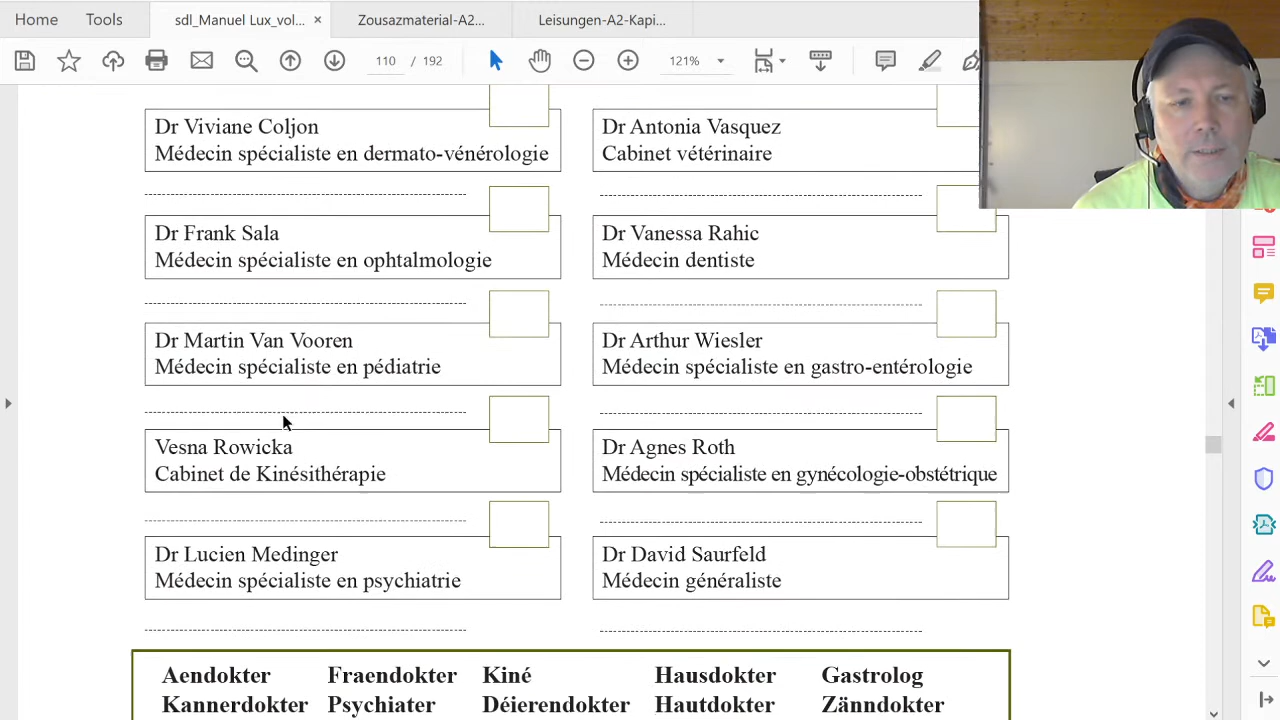 Home
Tools
sdl_Manuel Lux_vol...
×
Zousazmaterial-A2...
Leisungen-A2-Kapi...
110 / 192
121%
Dr Viviane Coljon
Médecin spécialiste en dermato-vénérologie
Dr Antonia Vasquez
Cabinet vétérinaire
Dr Frank Sala
Médecin spécialiste en ophtalmologie
Dr Vanessa Rahic
Médecin dentiste
Dr Martin Van Vooren
Médecin spécialiste en pédiatrie
Dr Arthur Wiesler
Médecin spécialiste en gastro-entérologie
Vesna Rowicka
Cabinet de Kinésithérapie
Dr Agnes Roth
Médecin spécialiste en gynécologie-obstétrique
Dr Lucien Medinger
Médecin spécialiste en psychiatrie
Dr David Saurfeld
Médecin généraliste
Aendokter Fraendokter Kiné Hausdokter Gastrolog
Kannerdokter Psychiater Déierendokter Hautdokter Zänndokter